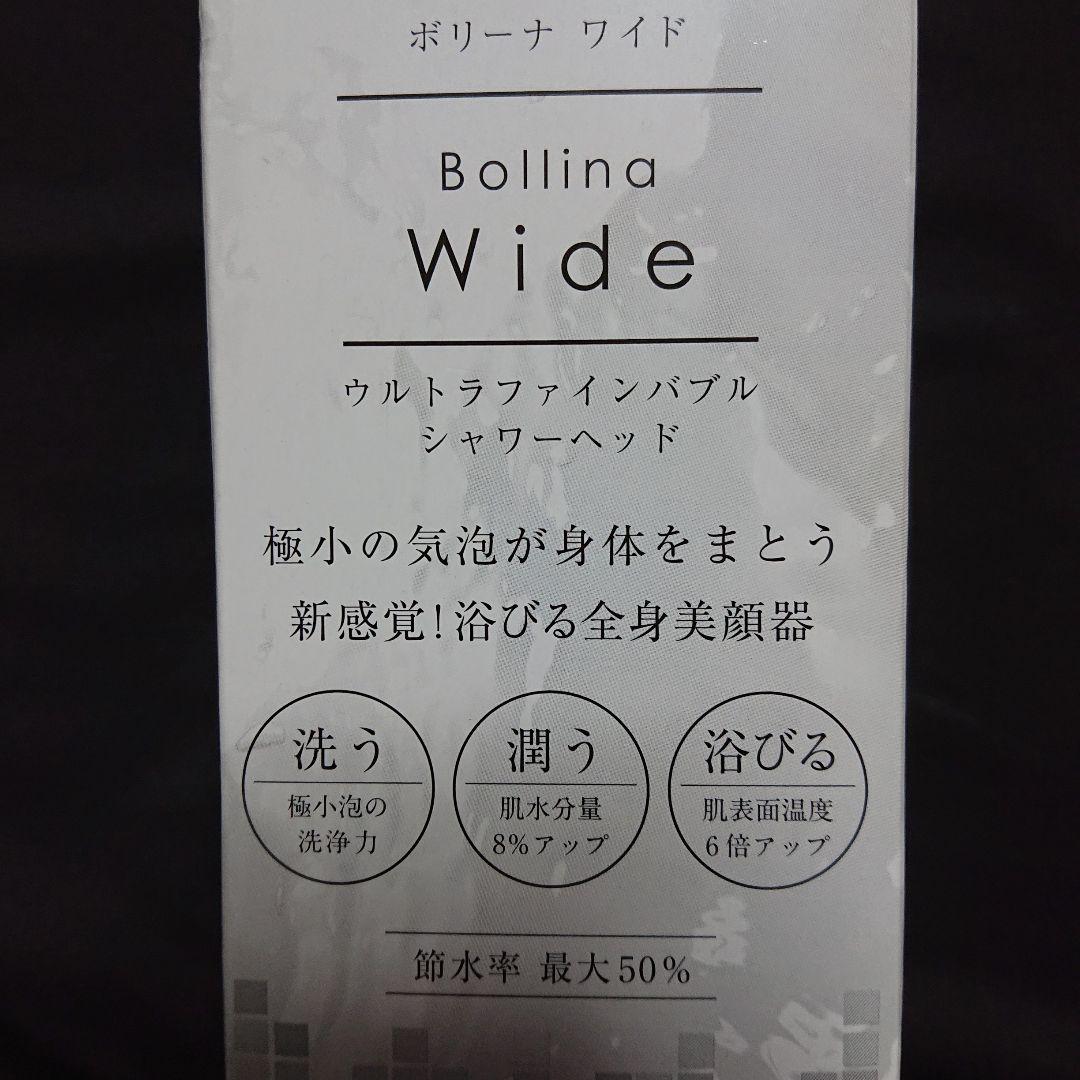 ボリーナ ワイド
Bollina
Wide
ウルトラファインバブル
シャワーヘッド
極小の気泡が身体をまとう
新感覚!浴びる全身美顔器
洗う
極小泡の
洗浄力
潤う
肌水分量
8%アップ
浴びる
肌表面温度
6倍アップ
節水率 最大50%